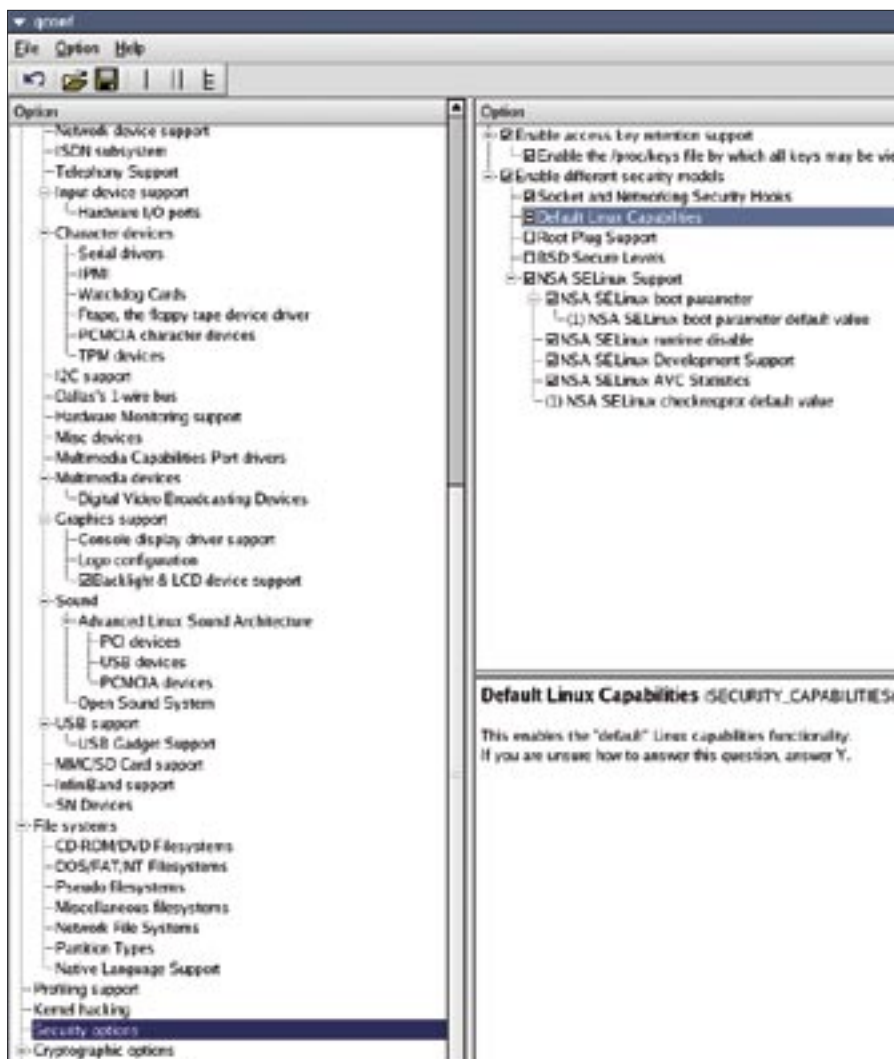 qconf
File Option Help
Option
Network device support
ISDN subsystem
Telephony Support
Input device support
Hardware I/O ports
Character devices
Serial drivers
IPMI
Watchdog Cards
Ftape, the floppy tape device driver
PCMCIA character devices
TPM devices
I2C support
Dallas's 1-wire bus
Hardware Monitoring support
Misc devices
Multimedia Capabilities Port drivers
Multimedia devices
Digital Video Broadcasting Devices
Graphics support
Console display driver support
Logo configuration
Backlight & LCD device support
Sound
Advanced Linux Sound Architecture
PCI devices
USB devices
PCMCIA devices
Open Sound System
USB support
USB Gadget Support
MMC/SD Card support
InfiniBand support
SN Devices
File systems
CD-ROM/DVD Filesystems
DOS/FAT/NT Filesystems
Pseudo filesystems
Miscellaneous filesystems
Network File Systems
Partition Types
Native Language Support
Profiling support
Kernel hacking
Security options
Cryptographic options
Option
Enable access key retention support
Enable the /proc/keys file by which all keys may be vie
Enable different security models
Socket and Networking Security Hooks
Default Linux Capabilities
Root Plug Support
BSD Secure Levels
NSA SELinux Support
NSA SELinux boot parameter
(1) NSA SELinux boot parameter default value
NSA SELinux runtime disable
NSA SELinux Development Support
NSA SELinux AVC Statistics
(1) NSA SELinux checkreqprot default value
Default Linux Capabilities (SECURITY_CAPABILITIES
This enables the "default" Linux capabilities functionality.
If you are unsure how to answer this question, answer Y.